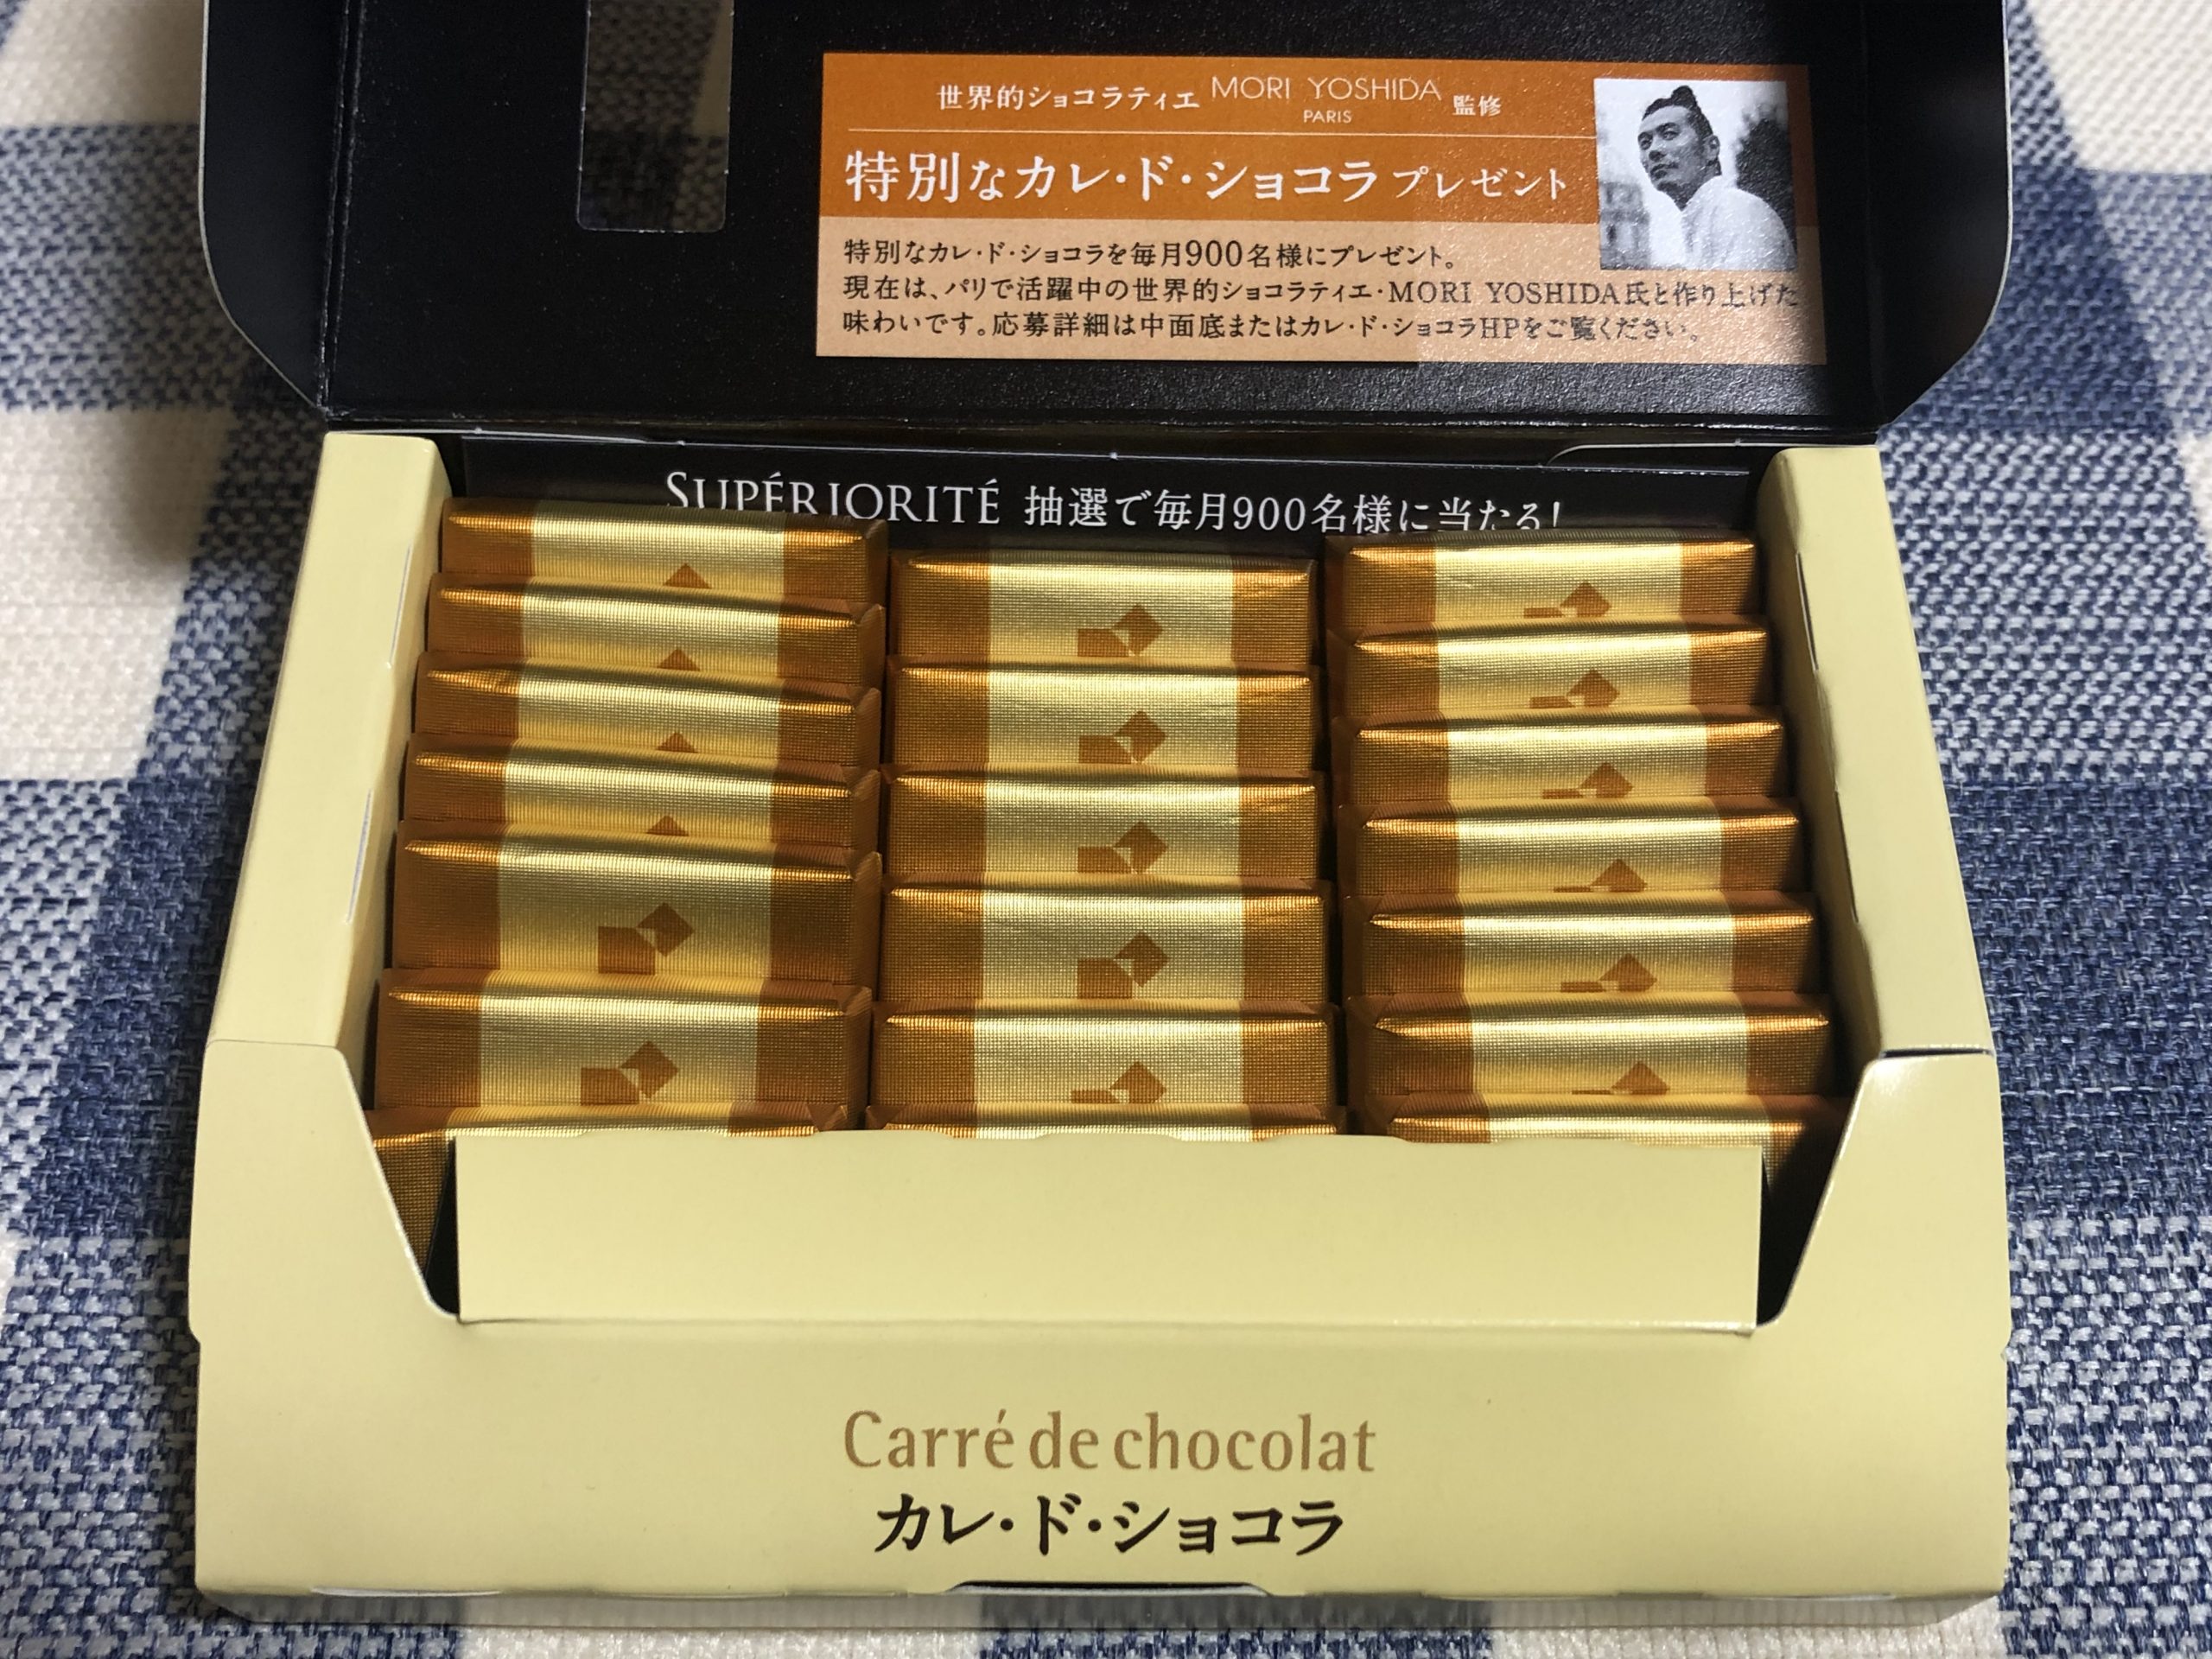 世界的ショコラティエ MORI YOSHIDA PARIS 監修
特別なカレ・ド・ショコラ プレゼント
特別なカレ・ド・ショコラを毎月900名様にプレゼント。
現在は、パリで活躍中の世界的ショコラティエ・MORI YOSHIDA氏と作り上げた
味わいです。応募詳細は中面底またはカレ・ド・ショコラHPをご覧ください。
SUPÉRIORITÉ 抽選で毎月900名様に当たる!
Carré de chocolat
カレ・ド・ショコラ